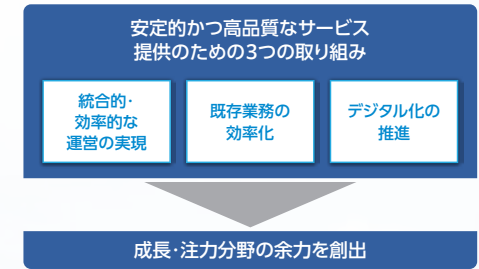 安定的かつ高品質なサービス
提供のための3つの取り組み
統合的・
効率的な
運営の実現
既存業務の
効率化
デジタル化の
推進
成長・注力分野の余力を創出